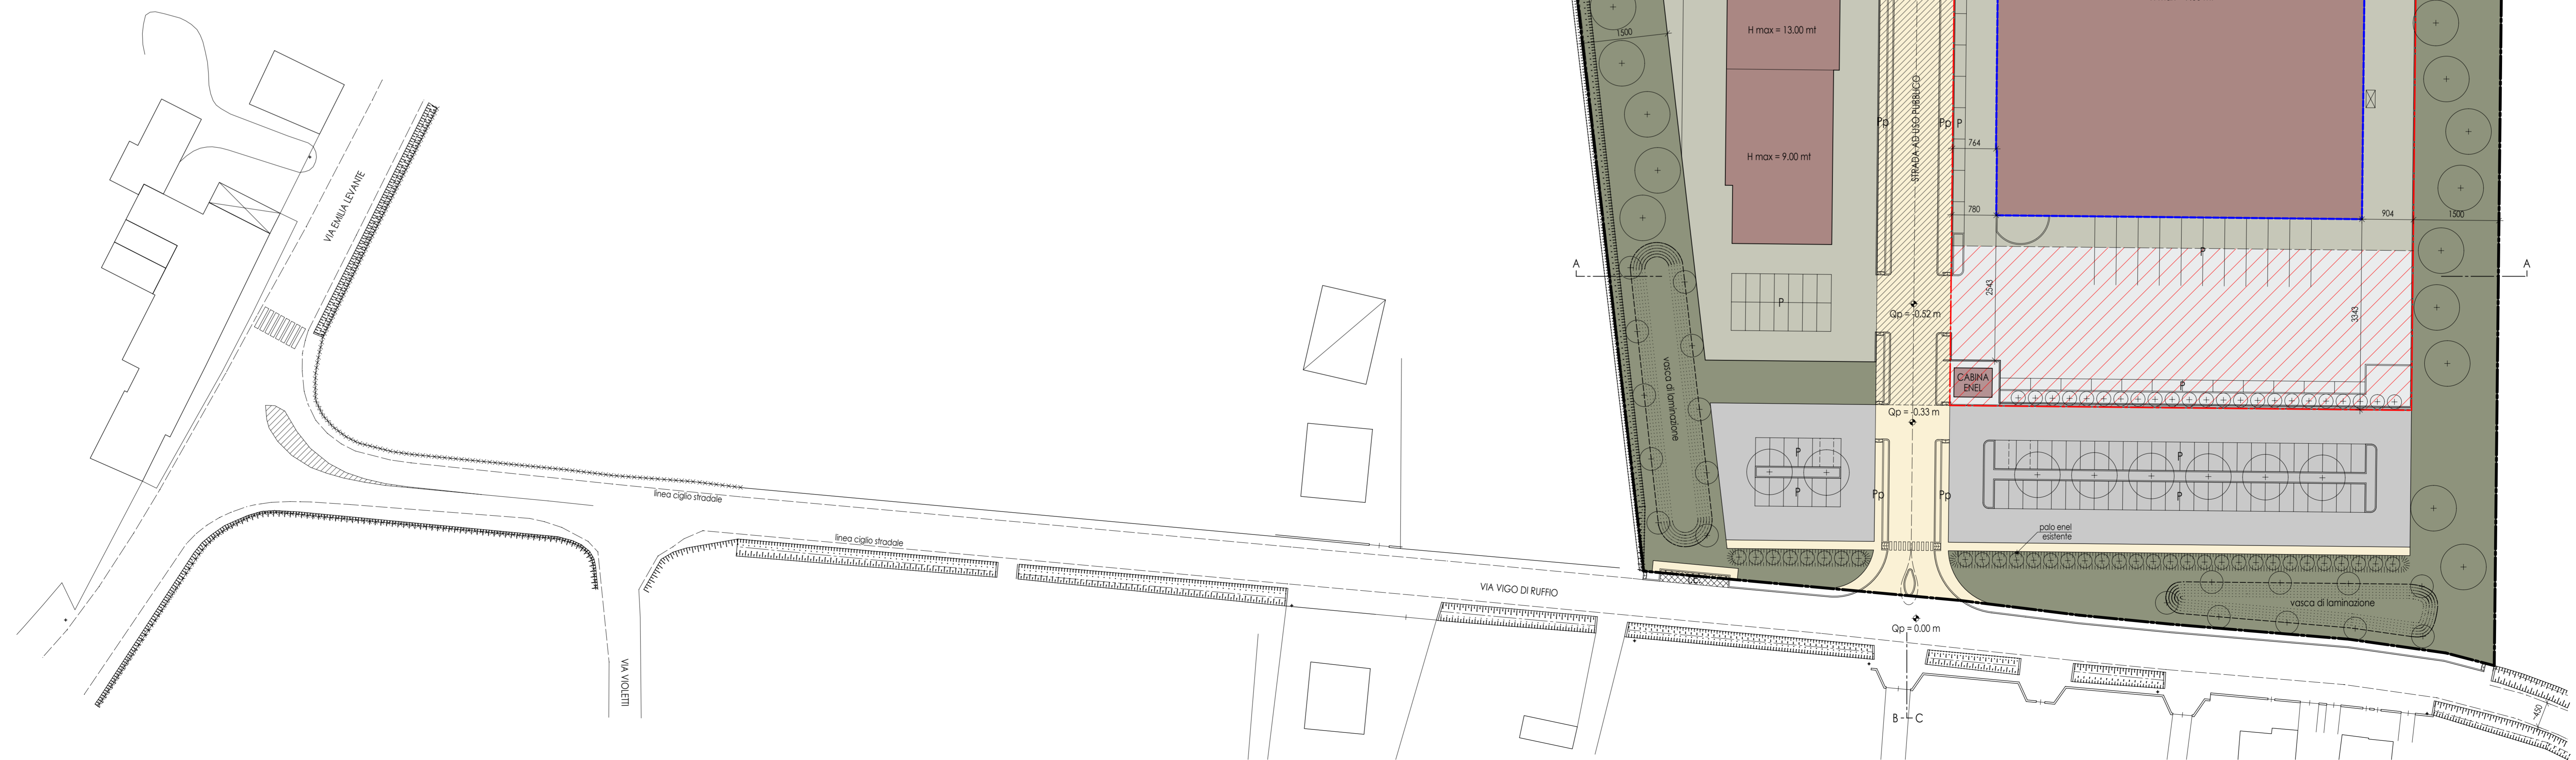 H max = 13.00 mt
1500
STRADA AD USO PUBBLICO
Pp
Pp
P
H max = 9.00 mt
764
VIA EMILIA LEVANTE
780
904
1500
P
A
A
2543
P
Qp = -0.52 m
3343
vasca di laminazione
CABINA
ENEL
P
Qp = -0.33 m
P
P
P
P
Pp
Pp
linea ciglio stradale
palo enel
esistente
linea ciglio stradale
VIA VIGO DI RUFFIO
vasca di laminazione
Qp = 0.00 m
VIA VIOLETTI
B
C
~450